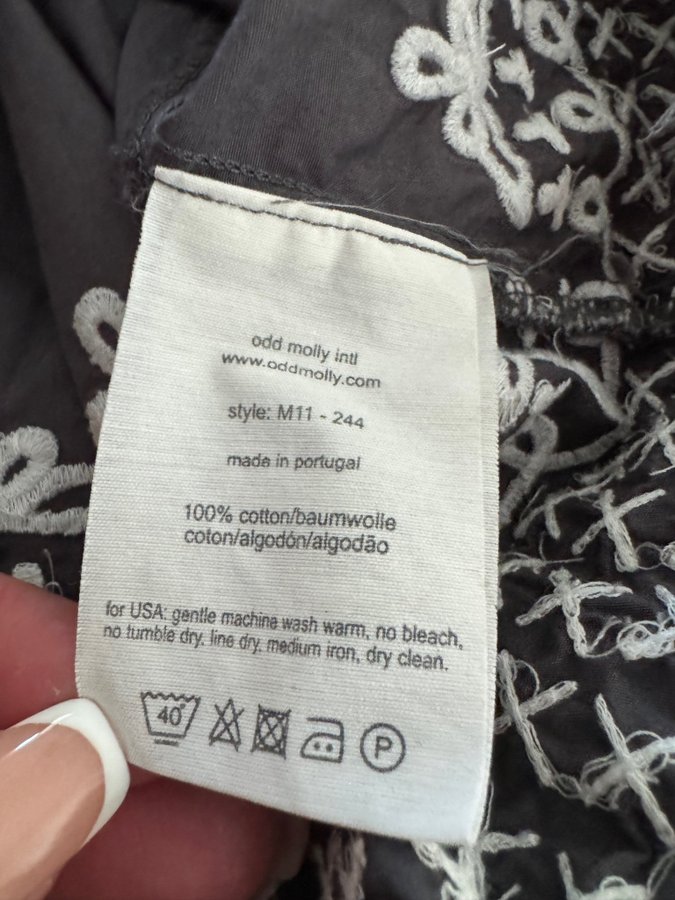 odd molly intl
www.oddmolly.com
style: M11 - 244
made in portugal
100% cotton/baumwolle
coton/algodón/algodão
for USA: gentle machine wash warm, no bleach,
no tumble dry, line dry, medium iron, dry clean.
40° P